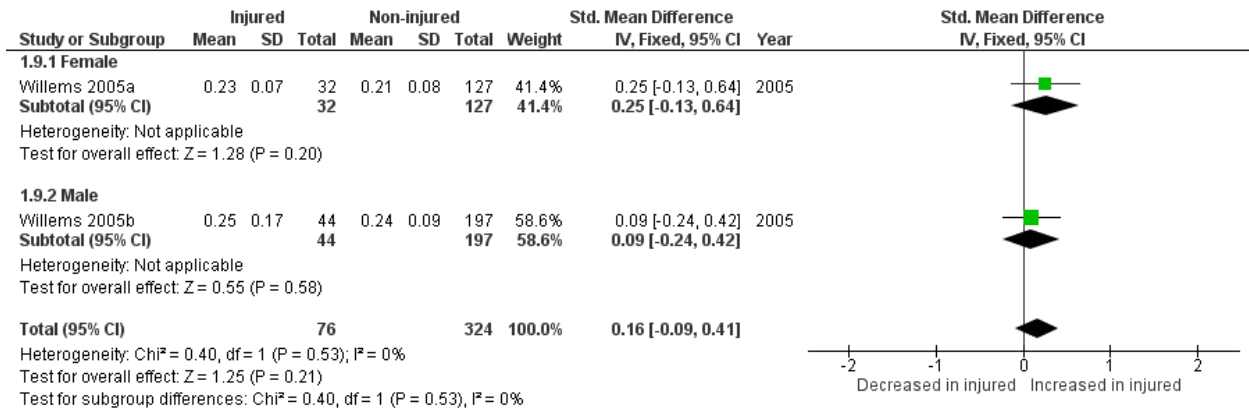 Injured Non-injured Std. Mean Difference Std. Mean Difference
Study or Subgroup Mean SD Total Mean SD Total Weight IV, Fixed, 95% CI Year IV, Fixed, 95% CI
1.9.1 Female
Willems 2005a 0.23 0.07 32 0.21 0.08 127 41.4% 0.25 [-0.13, 0.64] 2005
Subtotal (95% CI) 32 127 41.4% 0.25 [-0.13, 0.64]
Heterogeneity: Not applicable
Test for overall effect: Z = 1.28 (P = 0.20)
1.9.2 Male
Willems 2005b 0.25 0.17 44 0.24 0.09 197 58.6% 0.09 [-0.24, 0.42] 2005
Subtotal (95% CI) 44 197 58.6% 0.09 [-0.24, 0.42]
Heterogeneity: Not applicable
Test for overall effect: Z = 0.55 (P = 0.58)
Total (95% CI) 76 324 100.0% 0.16 [-0.09, 0.41]
Heterogeneity: Chi² = 0.40, df = 1 (P = 0.53); I² = 0%
Test for overall effect: Z = 1.25 (P = 0.21)
Test for subgroup differences: Chi² = 0.40, df = 1 (P = 0.53), I² = 0%
-2 -1 0 1 2
Decreased in injured Increased in injured